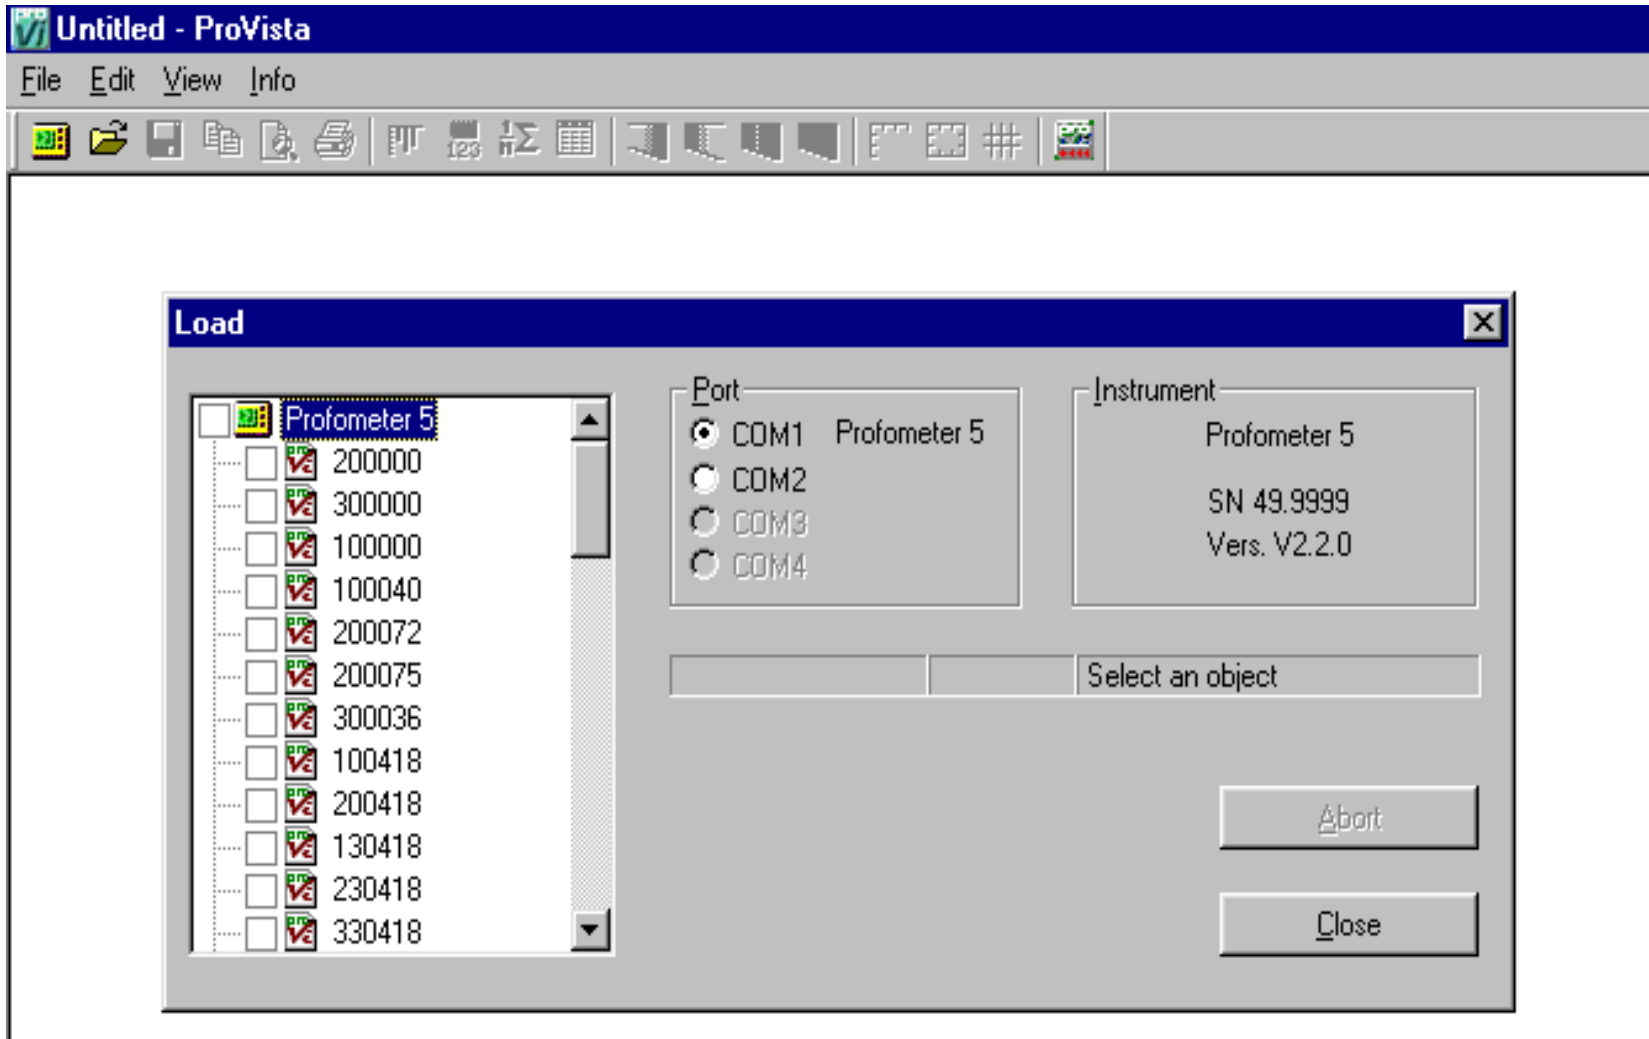 Untitled - ProVista
File Edit View Info
Load
Profometer 5
200000
300000
100000
100040
200072
200075
300036
100418
200418
130418
230418
330418
Port
COM1 Profometer 5
COM2
COM3
COM4
Instrument
Profometer 5
SN 49.9999
Vers. V2.2.0
Select an object
Abort
Close